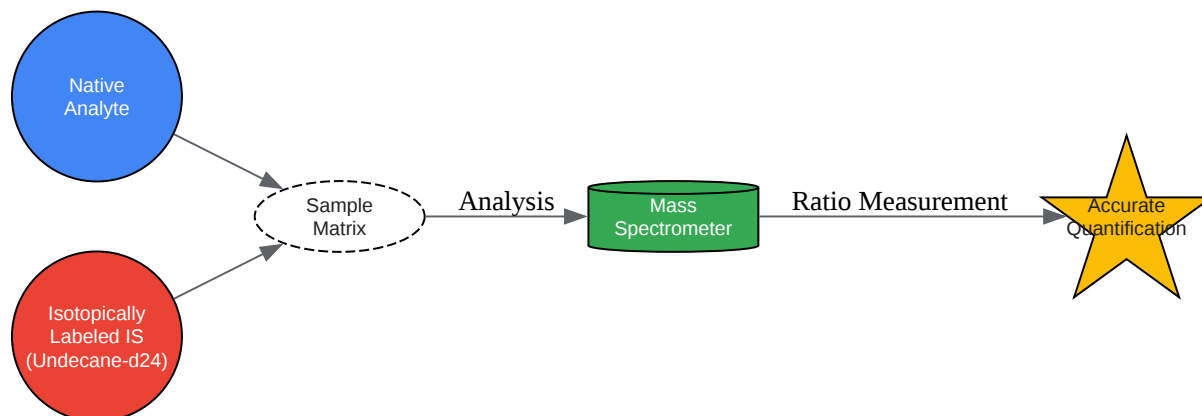 Native
Analyte
Isotopically
Labeled IS
(Undecane-d24)
Sample
Matrix
Analysis
Mass
Spectrometer
Ratio Measurement
Accurate
Quantification